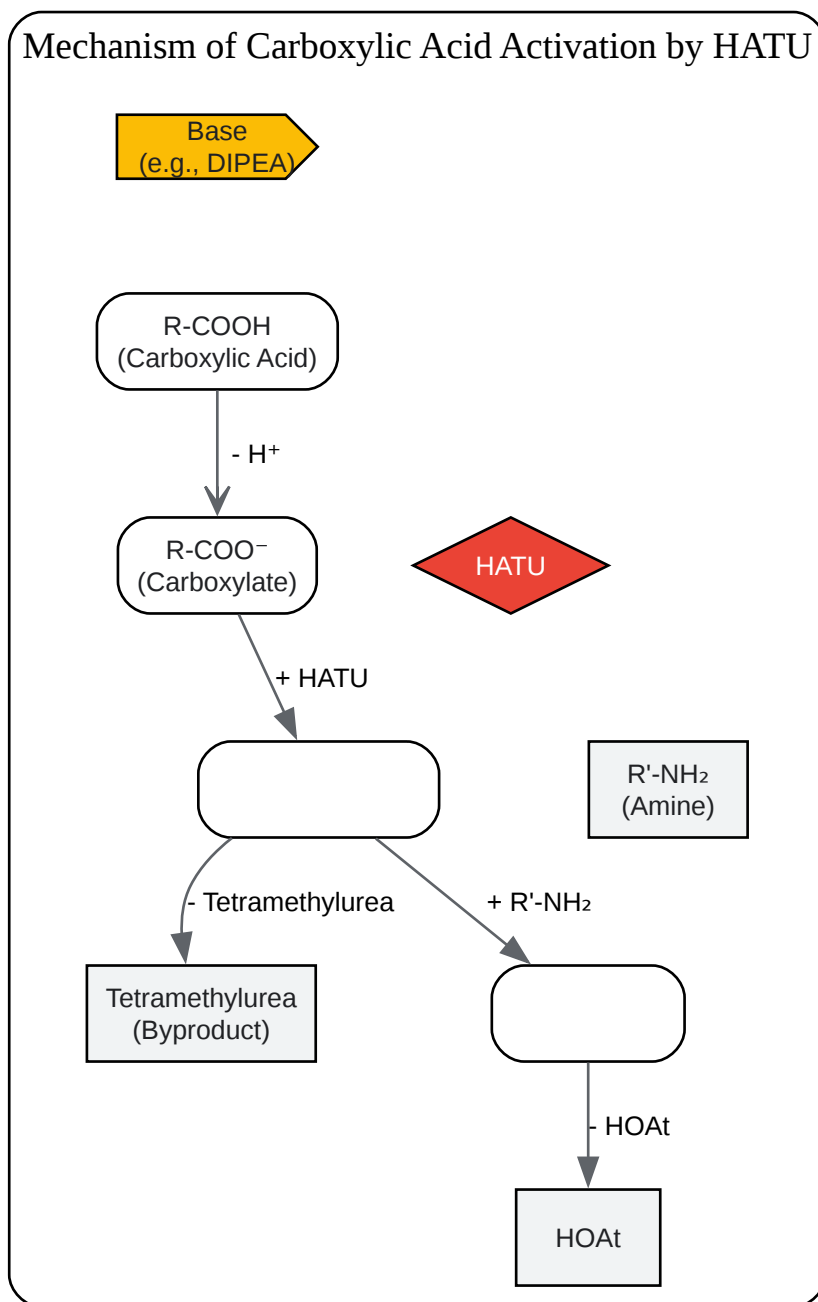 Mechanism of Carboxylic Acid Activation by HATU
Base
(e.g., DIPEA)
R-COOH
(Carboxylic Acid)
- H⁺
R-COO⁻
(Carboxylate)
HATU
+ HATU
R'-NH₂
(Amine)
- Tetramethylurea
+ R'-NH₂
Tetramethylurea
(Byproduct)
- HOAt
HOAt